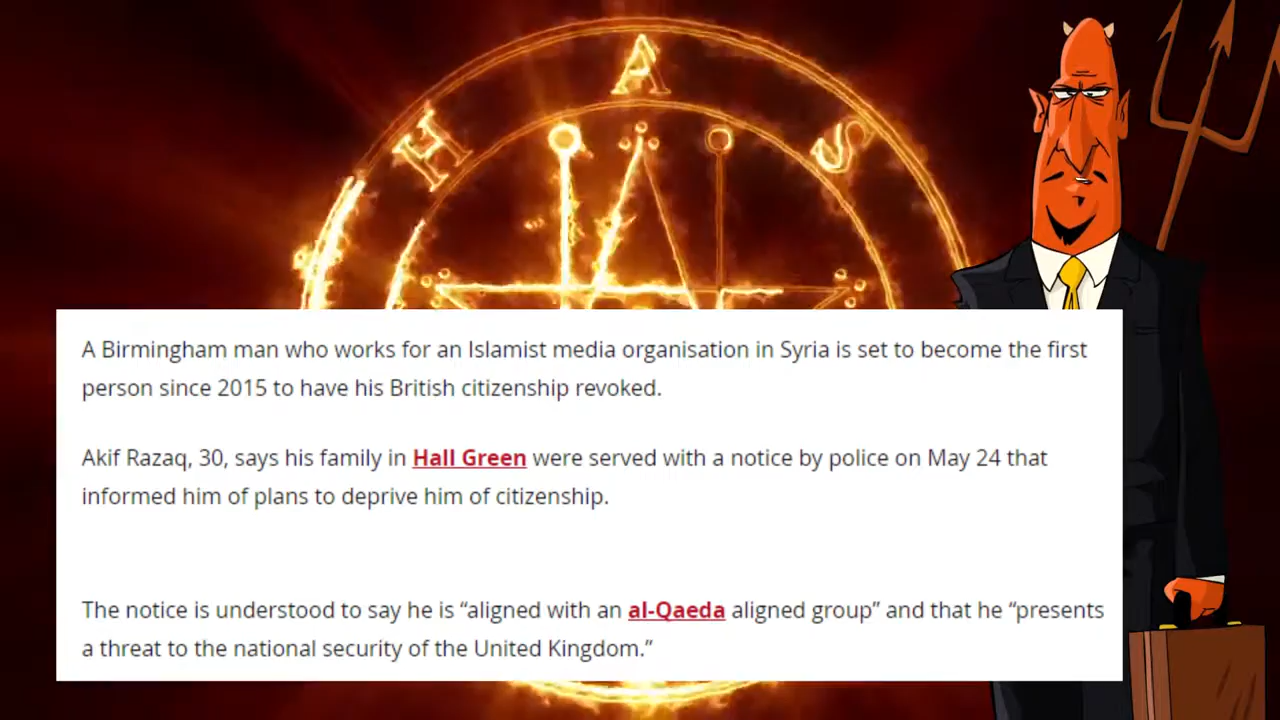 H A S
A Birmingham man who works for an Islamist media organisation in Syria is set to become the first
person since 2015 to have his British citizenship revoked.
Akif Razaq, 30, says his family in Hall Green were served with a notice by police on May 24 that
informed him of plans to deprive him of citizenship.
The notice is understood to say he is “aligned with an al-Qaeda aligned group” and that he “presents
a threat to the national security of the United Kingdom.”